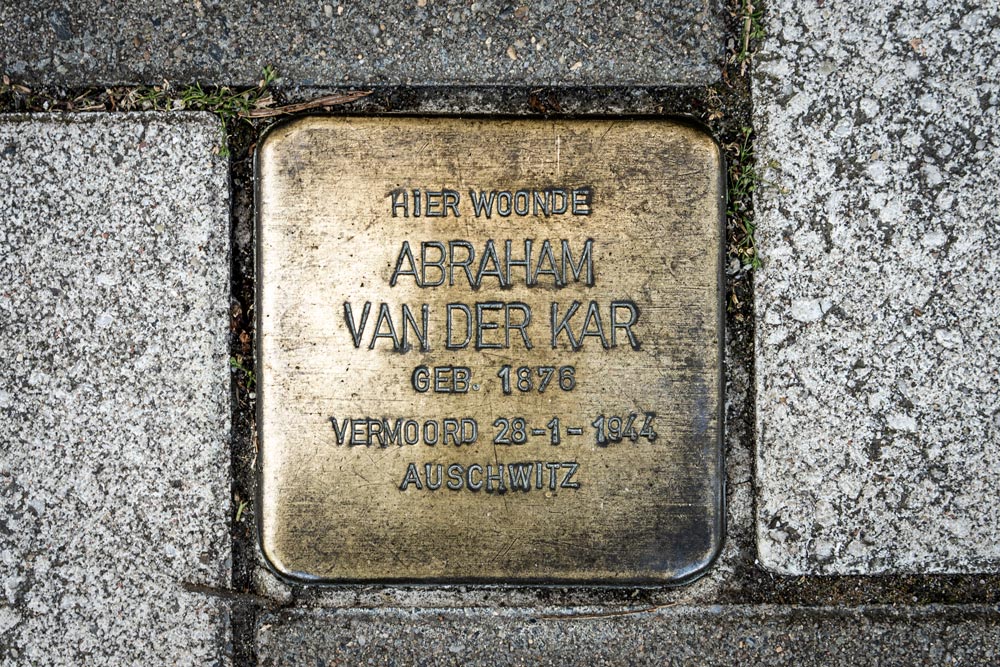 HIER WOONDE
ABRAHAM
VAN DER KAR
GEB. 1876
VERMOORD 28-1-1944
AUSCHWITZ